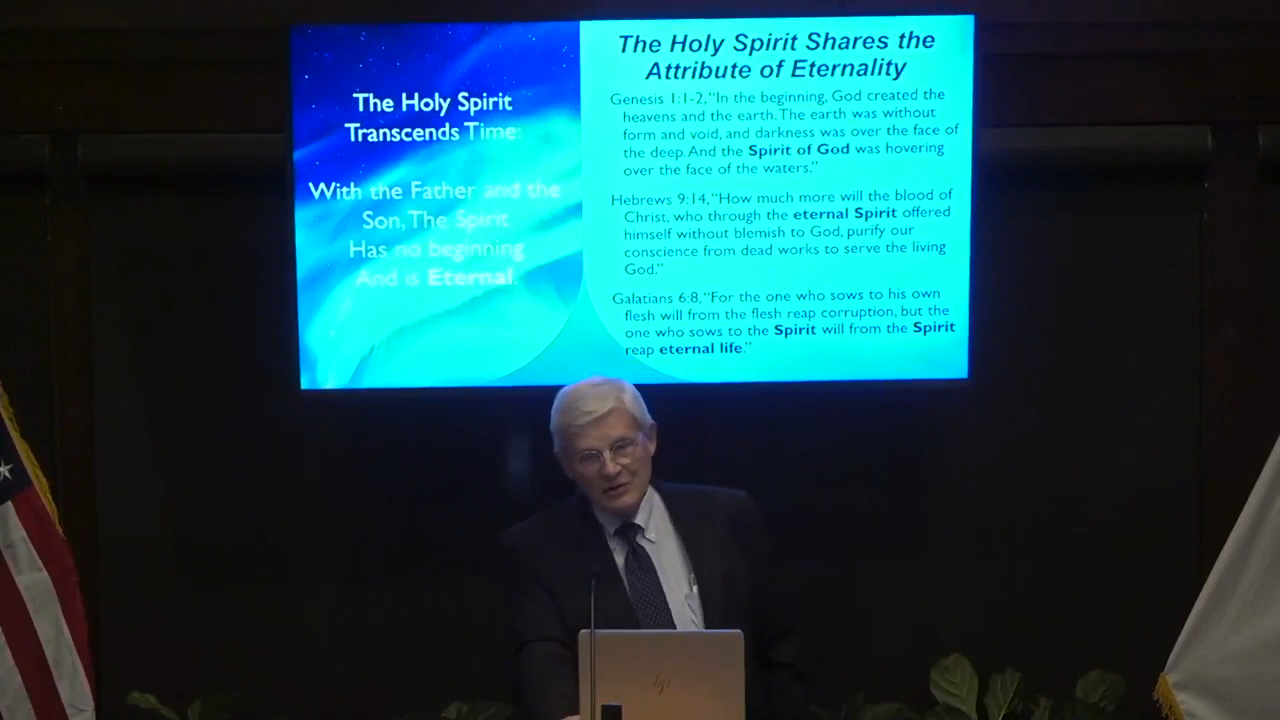 The Holy Spirit
Transcends Time:
With the Father and the
Son, The Spirit
Has no beginning
And is Eternal.
The Holy Spirit Shares the
Attribute of Eternality
Genesis 1:1-2, “In the beginning, God created the
heavens and the earth. The earth was without
form and void, and darkness was over the face of
the deep. And the Spirit of God was hovering
over the face of the waters.”
Hebrews 9:14, “How much more will the blood of
Christ, who through the eternal Spirit offered
himself without blemish to God, purify our
conscience from dead works to serve the living
God.”
Galatians 6:8, “For the one who sows to his own
flesh will from the flesh reap corruption, but the
one who sows to the Spirit will from the Spirit
reap eternal life.”
hp